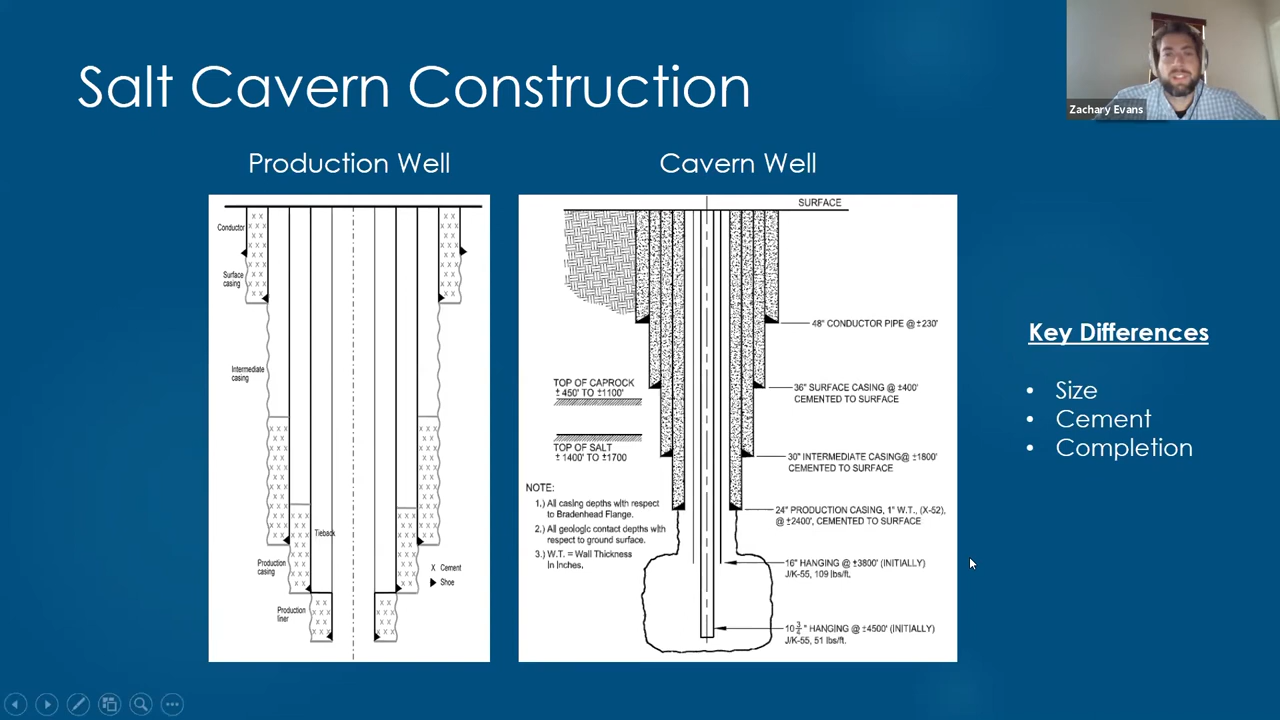 Salt Cavern Construction
Zachary Evans
Production Well
Conductor
Surface
casing
Intermediate
casing
Tieback
Production
casing
Production
liner
X Cement
Shoe
Cavern Well
SURFACE
48" CONDUCTOR PIPE @ ±230'
36" SURFACE CASING @ ±400'
CEMENTED TO SURFACE
TOP OF CAPROCK
± 450' TO ±1100'
TOP OF SALT
± 1400' TO ±1700
30" INTERMEDIATE CASING@ ±1800'
CEMENTED TO SURFACE
NOTE:
1.) All casing depths with respect
to Bradenhead Flange.
2.) All geologic contact depths with
respect to ground surface.
3.) W.T. = Wall Thickness
In Inches.
24" PRODUCTION CASING, 1" W.T., (X-52),
@ ±2400', CEMENTED TO SURFACE
16" HANGING @ ±3800' (INITIALLY)
J/K-55, 109 lbs/ft.
10 3/4" HANGING @ ±4500' (INITIALLY)
J/K-55, 51 lbs/ft.
Key Differences
• Size
• Cement
• Completion